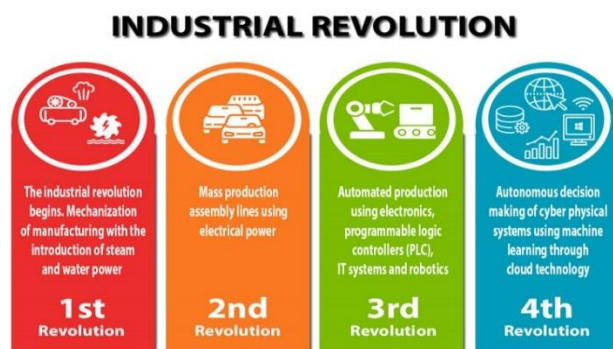 INDUSTRIAL REVOLUTION
The industrial revolution
begins. Mechanization
of manufacturing with the
introduction of steam
and water power
1st
Revolution
Mass production
assembly lines using
electrical power
2nd
Revolution
Automated production
using electronics,
programmable logic
controllers (PLC),
IT systems and robotics
3rd
Revolution
Autonomous decision
making of cyber physical
systems using machine
learning through
cloud technology
4th
Revolution